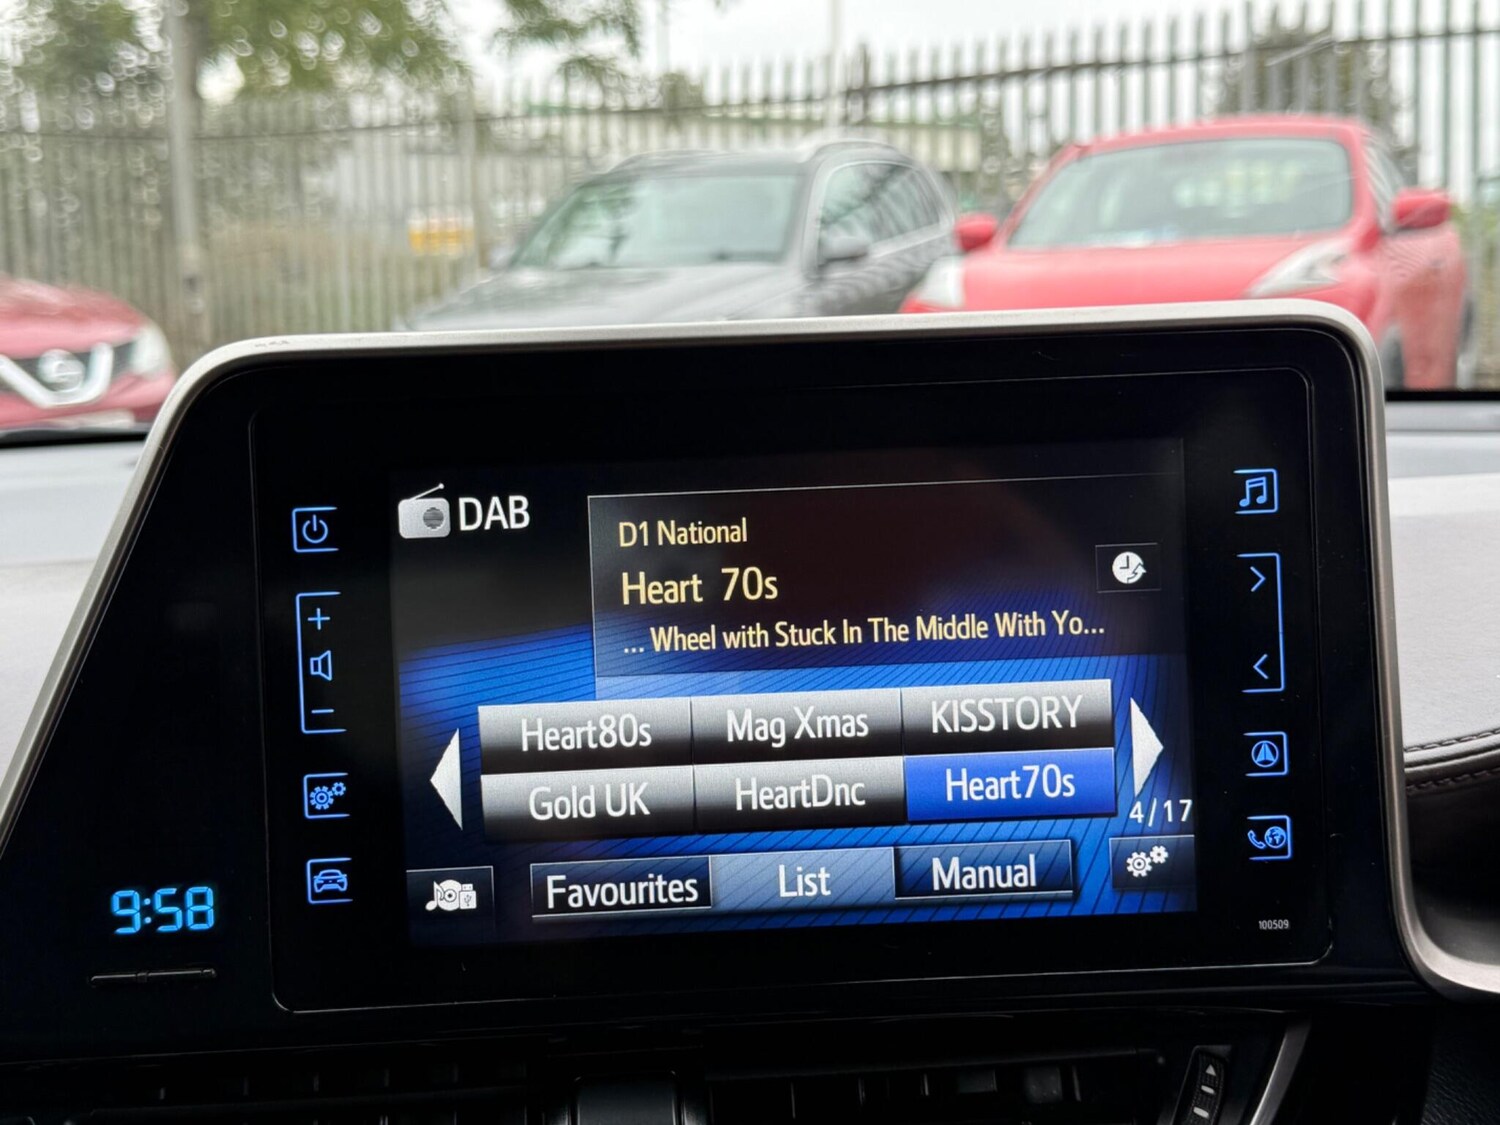 DAB
D1 National
Heart 70s
... Wheel with Stuck In The Middle With Yo...
Heart80s Mag Xmas KISSTORY
Gold UK HeartDnc Heart70s
4/17
Favourites List Manual
9:58
100509